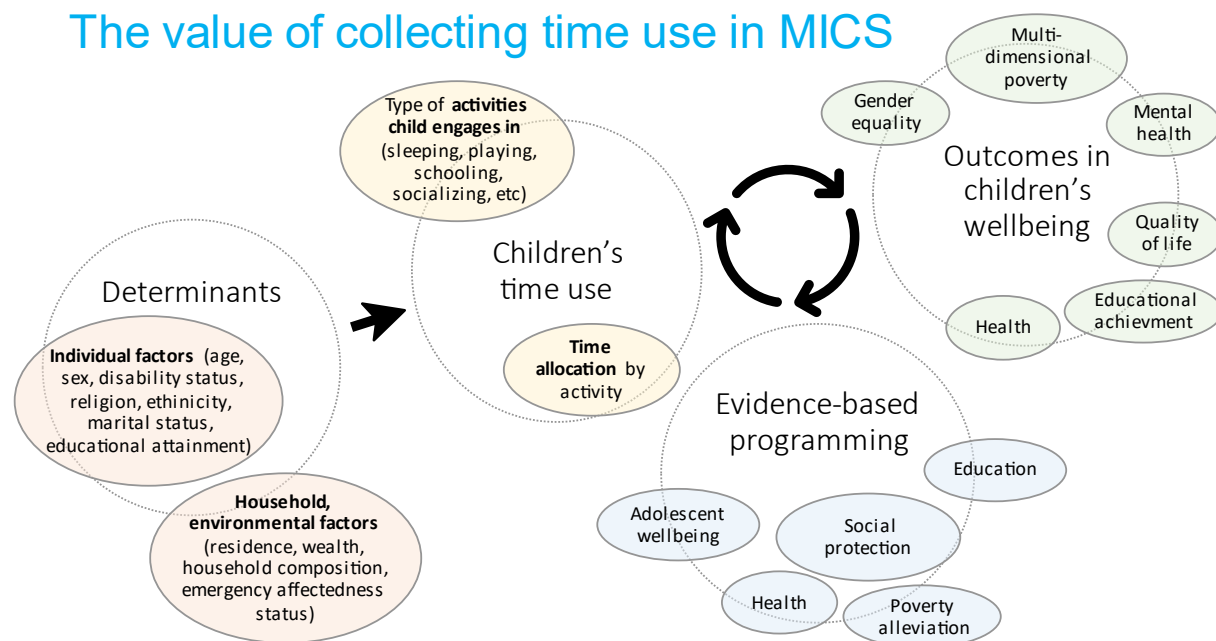 The value of collecting time use in MICS
Determinants
Individual factors (age,
sex, disability status,
religion, ethinicity,
marital status,
educational attainment)
Household,
environmental factors
(residence, wealth,
household composition,
emergency affectedness
status)
Type of activities
child engages in
(sleeping, playing,
schooling,
socializing, etc)
Children's
time use
Time
allocation by
activity
Multi-
dimensional
poverty
Gender
equality
Mental
health
Outcomes in
children's
wellbeing
Quality
of life
Educational
achievment
Health
Evidence-based
programming
Education
Adolescent
wellbeing
Social
protection
Health
Poverty
alleviation